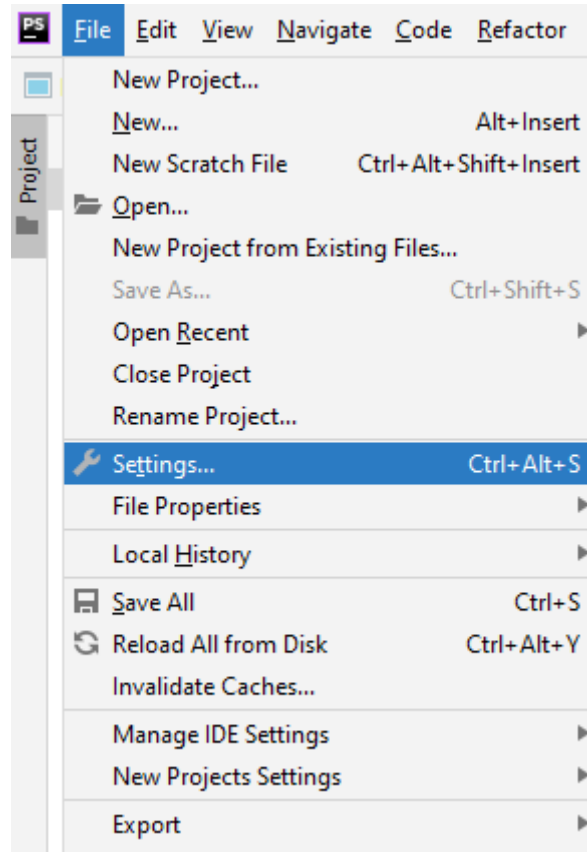 PS File Edit View Navigate Code Refactor
New Project...
New... Alt+Insert
Project
New Scratch File Ctrl+Alt+Shift+Insert
Open...
New Project from Existing Files...
Save As... Ctrl+Shift+S
Open Recent
Close Project
Rename Project...
Settings... Ctrl+Alt+S
File Properties
Local History
Save All Ctrl+S
Reload All from Disk Ctrl+Alt+Y
Invalidate Caches...
Manage IDE Settings
New Projects Settings
Export